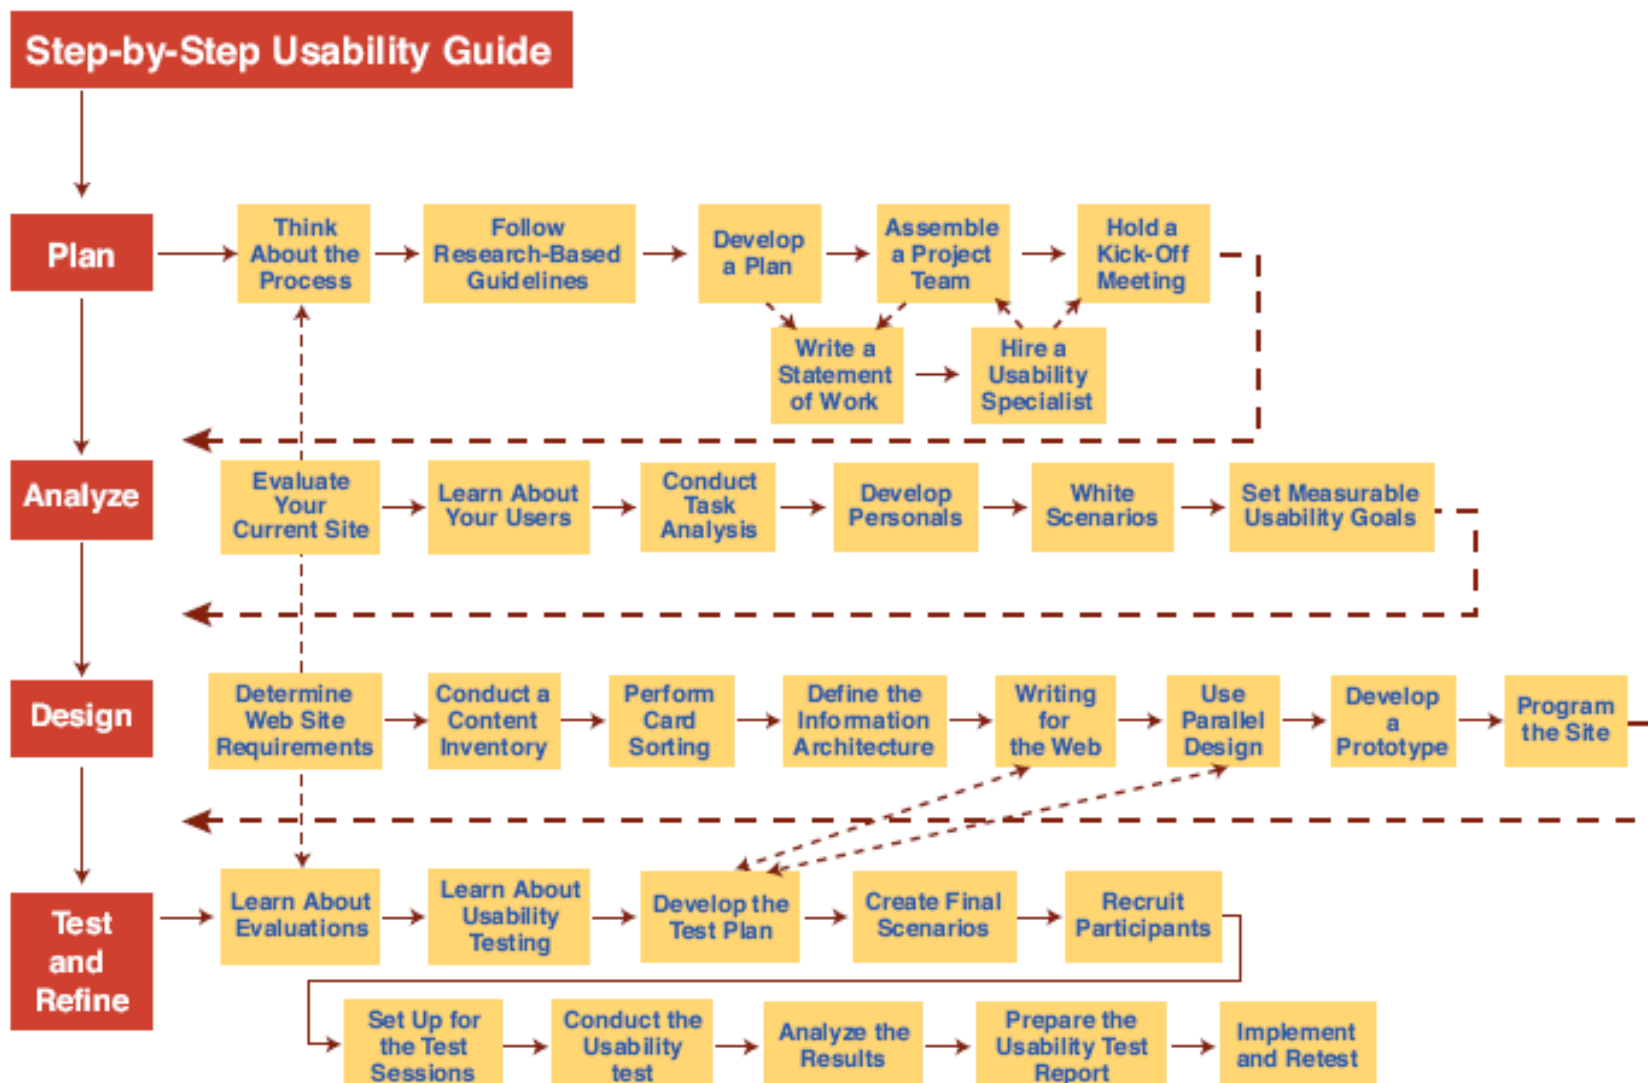 Step-by-Step Usability Guide
Plan
Think
About the
Process
Follow
Research-Based
Guidelines
Develop
a Plan
Assemble
a Project
Team
Hold a
Kick-Off
Meeting
Write a
Statement
of Work
Hire a
Usability
Specialist
Analyze
Evaluate
Your
Current Site
Learn About
Your Users
Conduct
Task
Analysis
Develop
Personals
White
Scenarios
Set Measurable
Usability Goals
Design
Determine
Web Site
Requirements
Conduct a
Content
Inventory
Perform
Card
Sorting
Define the
Information
Architecture
Writing
for
the Web
Use
Parallel
Design
Develop
a
Prototype
Program
the Site
Test
and
Refine
Learn About
Evaluations
Learn About
Usability
Testing
Develop the
Test Plan
Create Final
Scenarios
Recruit
Participants
Set Up for
the Test
Sessions
Conduct the
Usability
test
Analyze the
Results
Prepare the
Usability Test
Report
Implement
and Retest